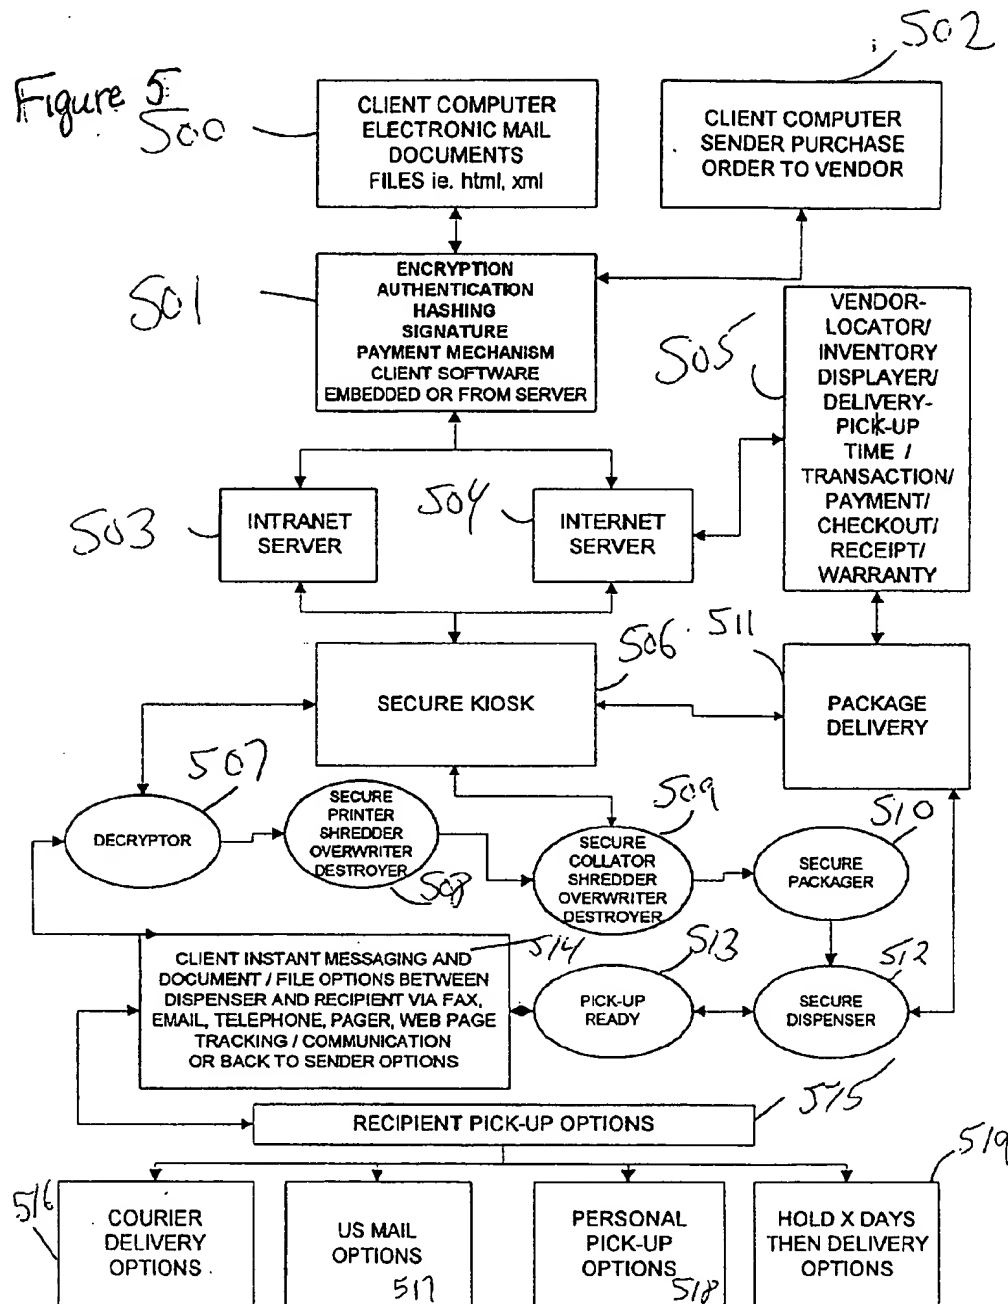 Figure 5
500
502
CLIENT COMPUTER
ELECTRONIC MAIL
DOCUMENTS
FILES ie. html, xml
CLIENT COMPUTER
SENDER PURCHASE
ORDER TO VENDOR
501
ENCRYPTION
AUTHENTICATION
HASHING
SIGNATURE
PAYMENT MECHANISM
CLIENT SOFTWARE
EMBEDDED OR FROM SERVER
505
VENDOR-
LOCATOR/
INVENTORY
DISPLAYER/
DELIVERY-
PICK-UP
TIME /
TRANSACTION/
PAYMENT/
CHECKOUT/
RECEIPT/
WARRANTY
503
INTRANET
SERVER
504
INTERNET
SERVER
506
SECURE KIOSK
511
PACKAGE
DELIVERY
507
DECRYPTOR
SECURE
PRINTER
SHREDDER
OVERWRITER
DESTROYER
508
509
SECURE
COLLATOR
SHREDDER
OVERWRITER
DESTROYER
510
SECURE
PACKAGER
514
CLIENT INSTANT MESSAGING AND
DOCUMENT / FILE OPTIONS BETWEEN
DISPENSER AND RECIPIENT VIA FAX,
EMAIL, TELEPHONE, PAGER, WEB PAGE
TRACKING / COMMUNICATION
OR BACK TO SENDER OPTIONS
513
PICK-UP
READY
512
SECURE
DISPENSER
515
RECIPIENT PICK-UP OPTIONS
516
COURIER
DELIVERY
OPTIONS
US MAIL
OPTIONS
517
PERSONAL
PICK-UP
OPTIONS
518
519
HOLD X DAYS
THEN DELIVERY
OPTIONS